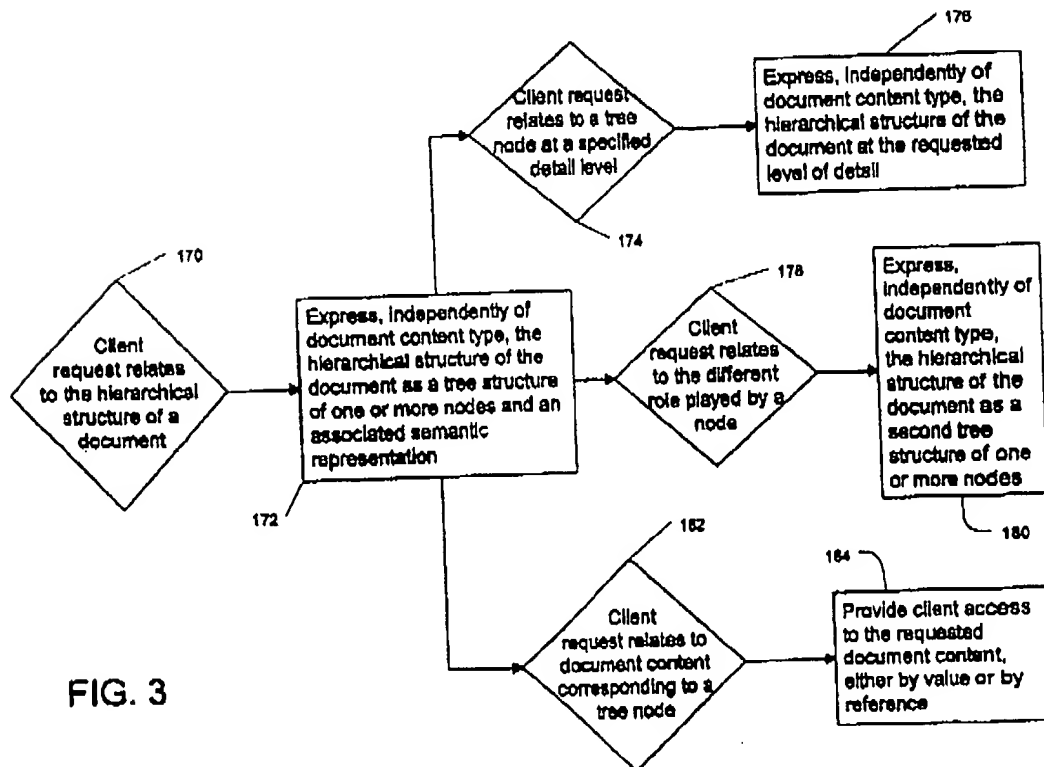 170
Client
request relates
to the hierarchical
structure of a
document
Express, independently of
document content type, the
hierarchical structure of the
document as a tree structure
of one or more nodes and an
associated semantic
representation
172
Client request
relates to a tree
node at a specified
detail level
174
176
Express, independently of
document content type, the
hierarchical structure of the
document at the requested
level of detail
178
Client
request relates
to the different
role played by a
node
Express,
independently of
document
content type,
the hierarchical
structure of the
document as a
second tree
structure of one
or more nodes
180
182
Client
request relates to
document content
corresponding to a
tree node
184
Provide client access
to the requested
document content,
either by value or by
reference
FIG. 3